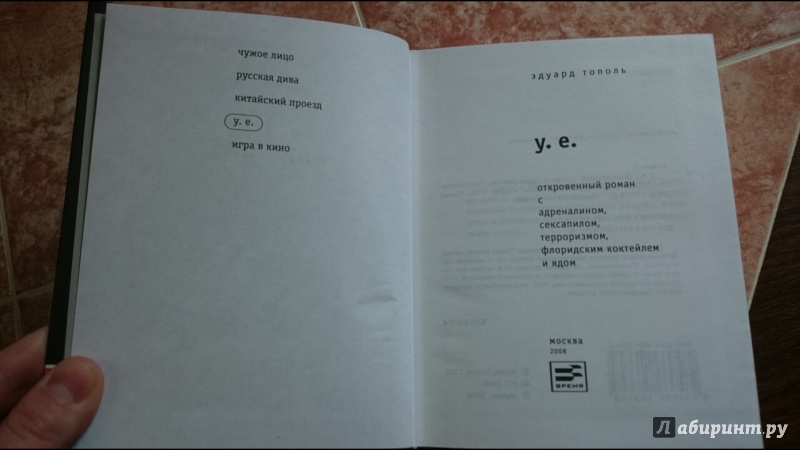 чужое лицо
русская дива
китайский проезд
у. е.
игра в кино
эдуард тополь
у. е.
откровенный роман
с
адреналином,
сексапилом,
терроризмом,
флоридским коктейлем
и ядом
москва
2008
время
Лабиринт.ру